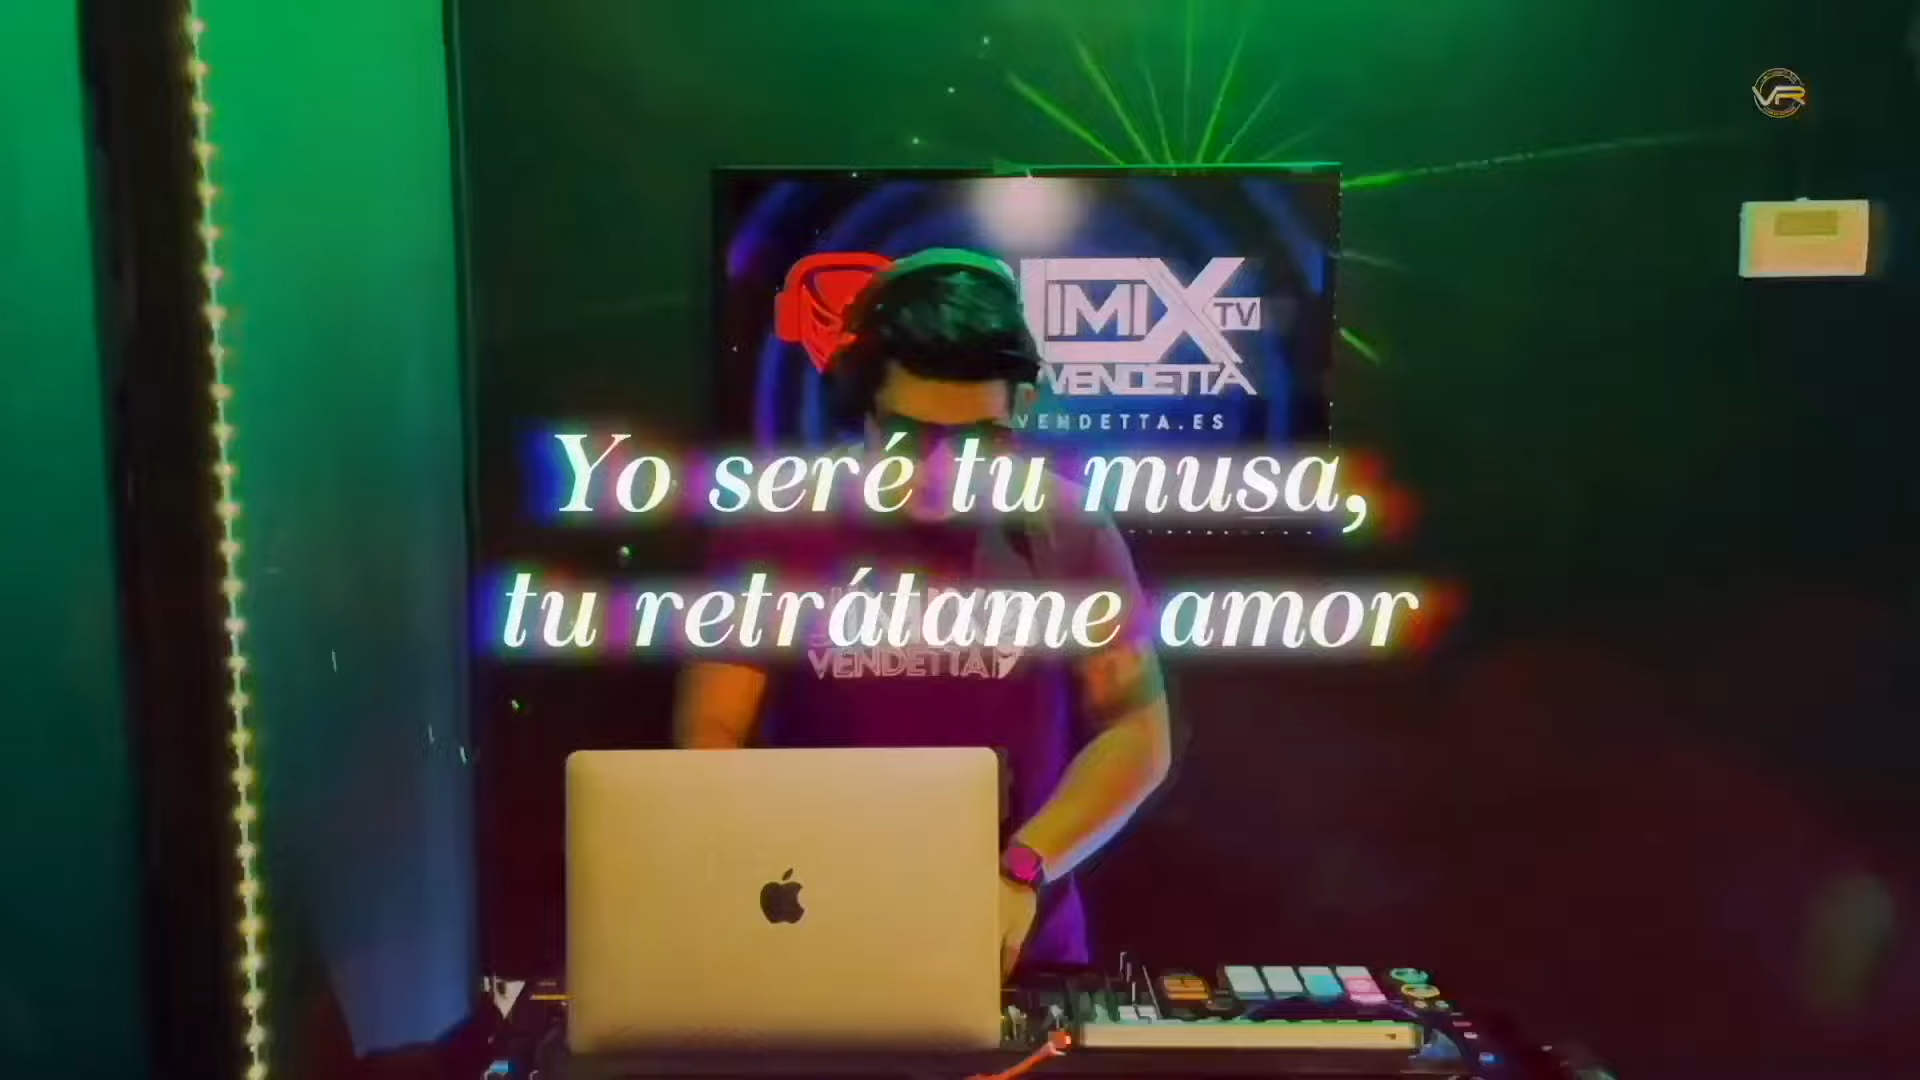 VR
IMIX TV
VENDETTA
VENDETTA.ES
Yo seré tu musa,
tu retrátame amor
VENDETTA